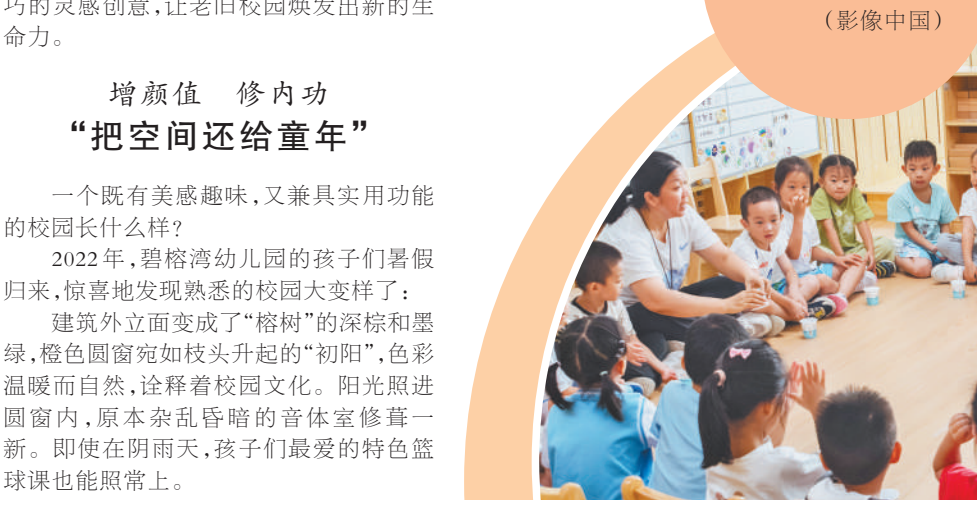 巧的灵感创意,让老旧校园焕发出新的生
命力。
增颜值 修内功
“把空间还给童年”
一个既有美感趣味,又兼具实用功能
的校园长什么样?
2022年,碧榕湾幼儿园的孩子们暑假
归来,惊喜地发现熟悉的校园大变样了:
建筑外立面变成了“榕树”的深棕和墨
绿,橙色圆窗宛如枝头升起的“初阳”,色彩
温暖而自然,诠释着校园文化。阳光照进
圆窗内,原本杂乱昏暗的音体室修葺一
新。即使在阴雨天,孩子们最爱的特色篮
球课也能照常上。
(影像中国)